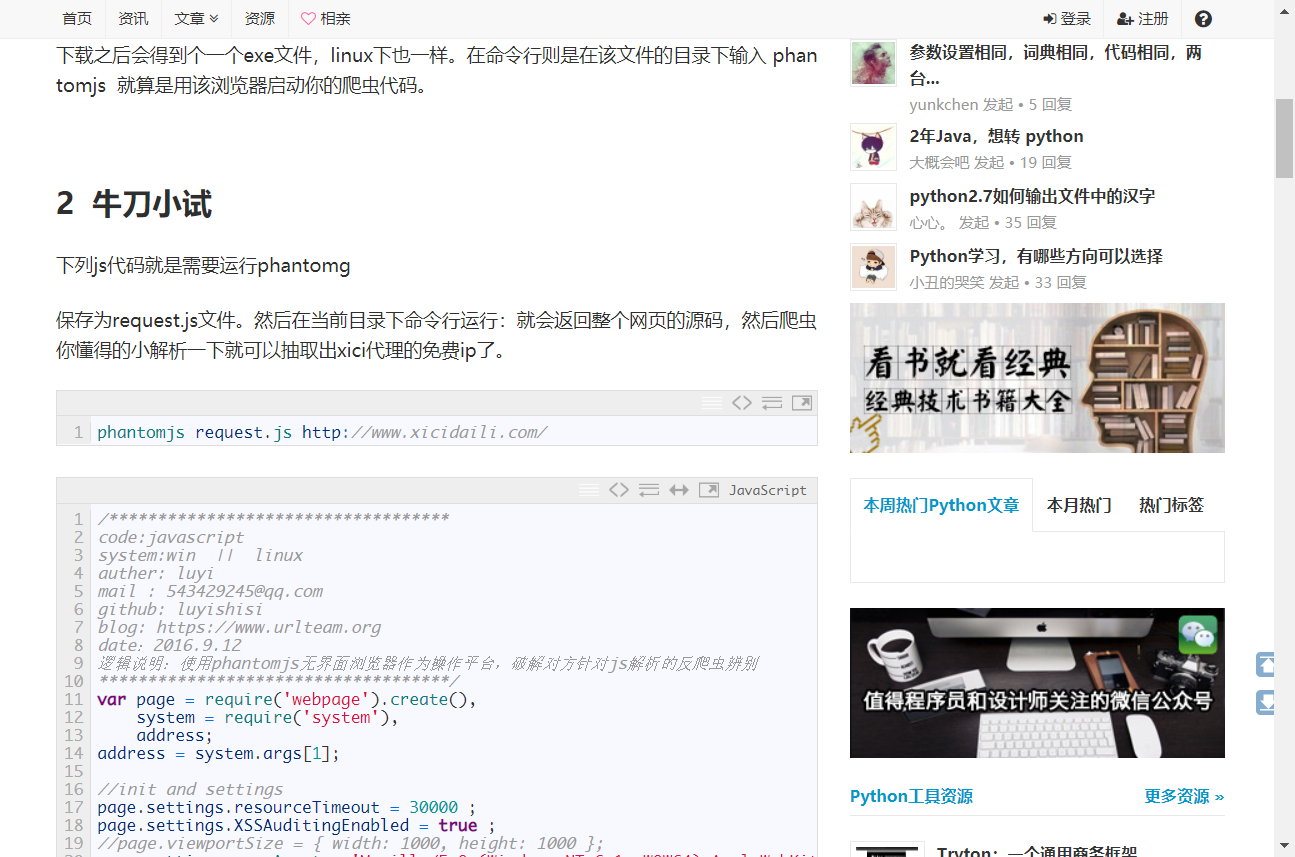 首页 资讯 文章 资源 相亲 登录 注册
下载之后会得到个一个exe文件，linux下也一样。在命令行则是在该文件的目录下输入 phan
tomjs 就算是用该浏览器启动你的爬虫代码。
2 牛刀小试
下列js代码就是需要运行phantomg
保存为request.js文件。然后在当前目录下命令行运行：就会返回整个网页的源码，然后爬虫
你懂得的小解析一下就可以抽取出xici代理的免费ip了。
1 phantomjs request.js http://www.xicidaili.com/
JavaScript
1 /***********************************
2 code:javascript
3 system:win || linux
4 auther: luyi
5 mail : 543429245@qq.com
6 github: luyishisi
7 blog: https://www.urlteam.org
8 date：2016.9.12
9 逻辑说明：使用phantomjs无界面浏览器作为操作平台，破解对方针对js解析的反爬虫辨别
10 ************************************/
11 var page = require('webpage').create(),
12 system = require('system'),
13 address;
14 address = system.args[1];
15
16 //init and settings
17 page.settings.resourceTimeout = 30000 ;
18 page.settings.XSSAuditingEnabled = true ;
19 //page.viewportSize = { width: 1000, height: 1000 };
参数设置相同，词典相同，代码相同，两
台...
yunkchen 发起 • 5 回复
2年Java，想转 python
大概会吧 发起 • 19 回复
python2.7如何输出文件中的汉字
心心。 发起 • 35 回复
Python学习，有哪些方向可以选择
小丑的哭笑 发起 • 33 回复
看书就看经典
经典技术书籍大全
本周热门Python文章 本月热门 热门标签
值得程序员和设计师关注的微信公众号
Python工具资源 更多资源 »
Tryton：一个通用商务框架